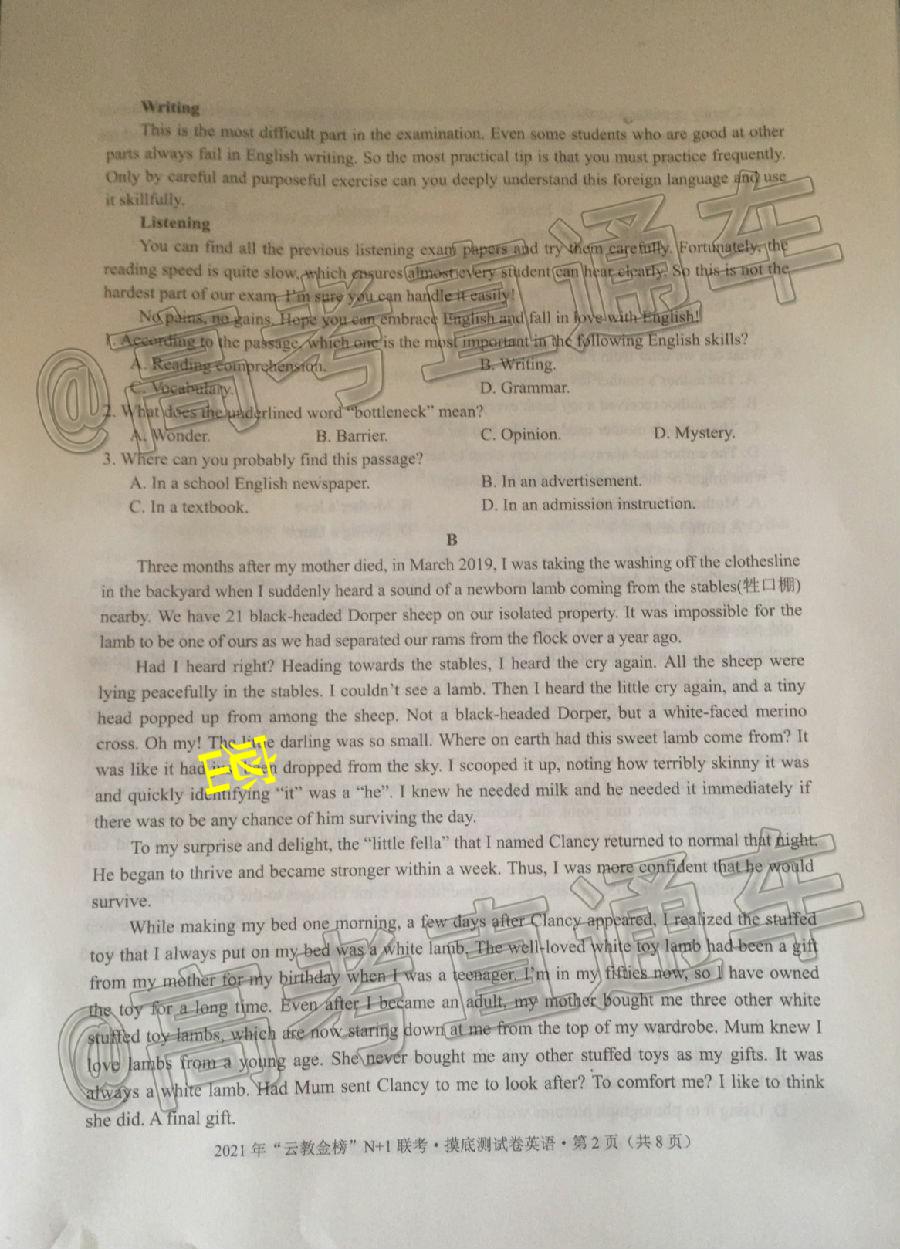 Writing
This is the most difficult part in the examination. Even some students who are good at other
parts always fail in English writing. So the most practical tip is that you must practice frequently.
Only by careful and purposeful exercise can you deeply understand this foreign language and use
it skillfully.
Listening
You can find all the previous listening exam papers and try them carefully. Fortunately, the
reading speed is quite slow, which ensures almost every student can hear clearly. So this is not the
hardest part of our exam. I'm sure you can handle it easily!
No pains, no gains. Hope you can embrace English and fall in love with English!
1. According to the passage, which one is the most important in the following English skills?
A. Reading comprehension. B. Writing.
C. Vocabulary. D. Grammar.
2. What does the underlined word "bottleneck" mean?
A. Wonder. B. Barrier. C. Opinion. D. Mystery.
3. Where can you probably find this passage?
A. In a school English newspaper. B. In an advertisement.
C. In a textbook. D. In an admission instruction.
B
Three months after my mother died, in March 2019, I was taking the washing off the clothesline
in the backyard when I suddenly heard a sound of a newborn lamb coming from the stables(牲口棚)
nearby. We have 21 black-headed Dorper sheep on our isolated property. It was impossible for the
lamb to be one of ours as we had separated our rams from the flock over a year ago.
Had I heard right? Heading towards the stables, I heard the cry again. All the sheep were
lying peacefully in the stables. I couldn't see a lamb. Then I heard the little cry again, and a tiny
head popped up from among the sheep. Not a black-headed Dorper, but a white-faced merino
cross. Oh my! The little darling was so small. Where on earth had this sweet lamb come from? It
was like it had just been dropped from the sky. I scooped it up, noting how terribly skinny it was
and quickly identifying "it" was a "he". I knew he needed milk and he needed it immediately if
there was to be any chance of him surviving the day.
To my surprise and delight, the "little fella" that I named Clancy returned to normal that night.
He began to thrive and became stronger within a week. Thus, I was more confident that he would
survive.
While making my bed one morning, a few days after Clancy appeared, I realized the stuffed
toy that I always put on my bed was a white lamb. The well-loved white toy lamb had been a gift
from my mother for my birthday when I was a teenager. I'm in my fifties now, so I have owned
the toy for a long time. Even after I became an adult, my mother bought me three other white
stuffed toy lambs, which are now staring down at me from the top of my wardrobe. Mum knew I
love lambs from a young age. She never bought me any other stuffed toys as my gifts. It was
always a white lamb. Had Mum sent Clancy to me to look after? To comfort me? I like to think
she did. A final gift.
2021年"云教金榜"N+1联考·摸底测试卷英语·第2页（共8页）
@高考直通车
@高考直通车